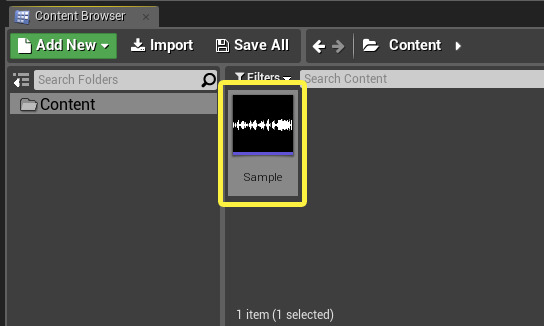 Content Browser
Add New Import Save All Content
Search Folders
Filters Search Content
Content
Sample
1 item (1 selected)